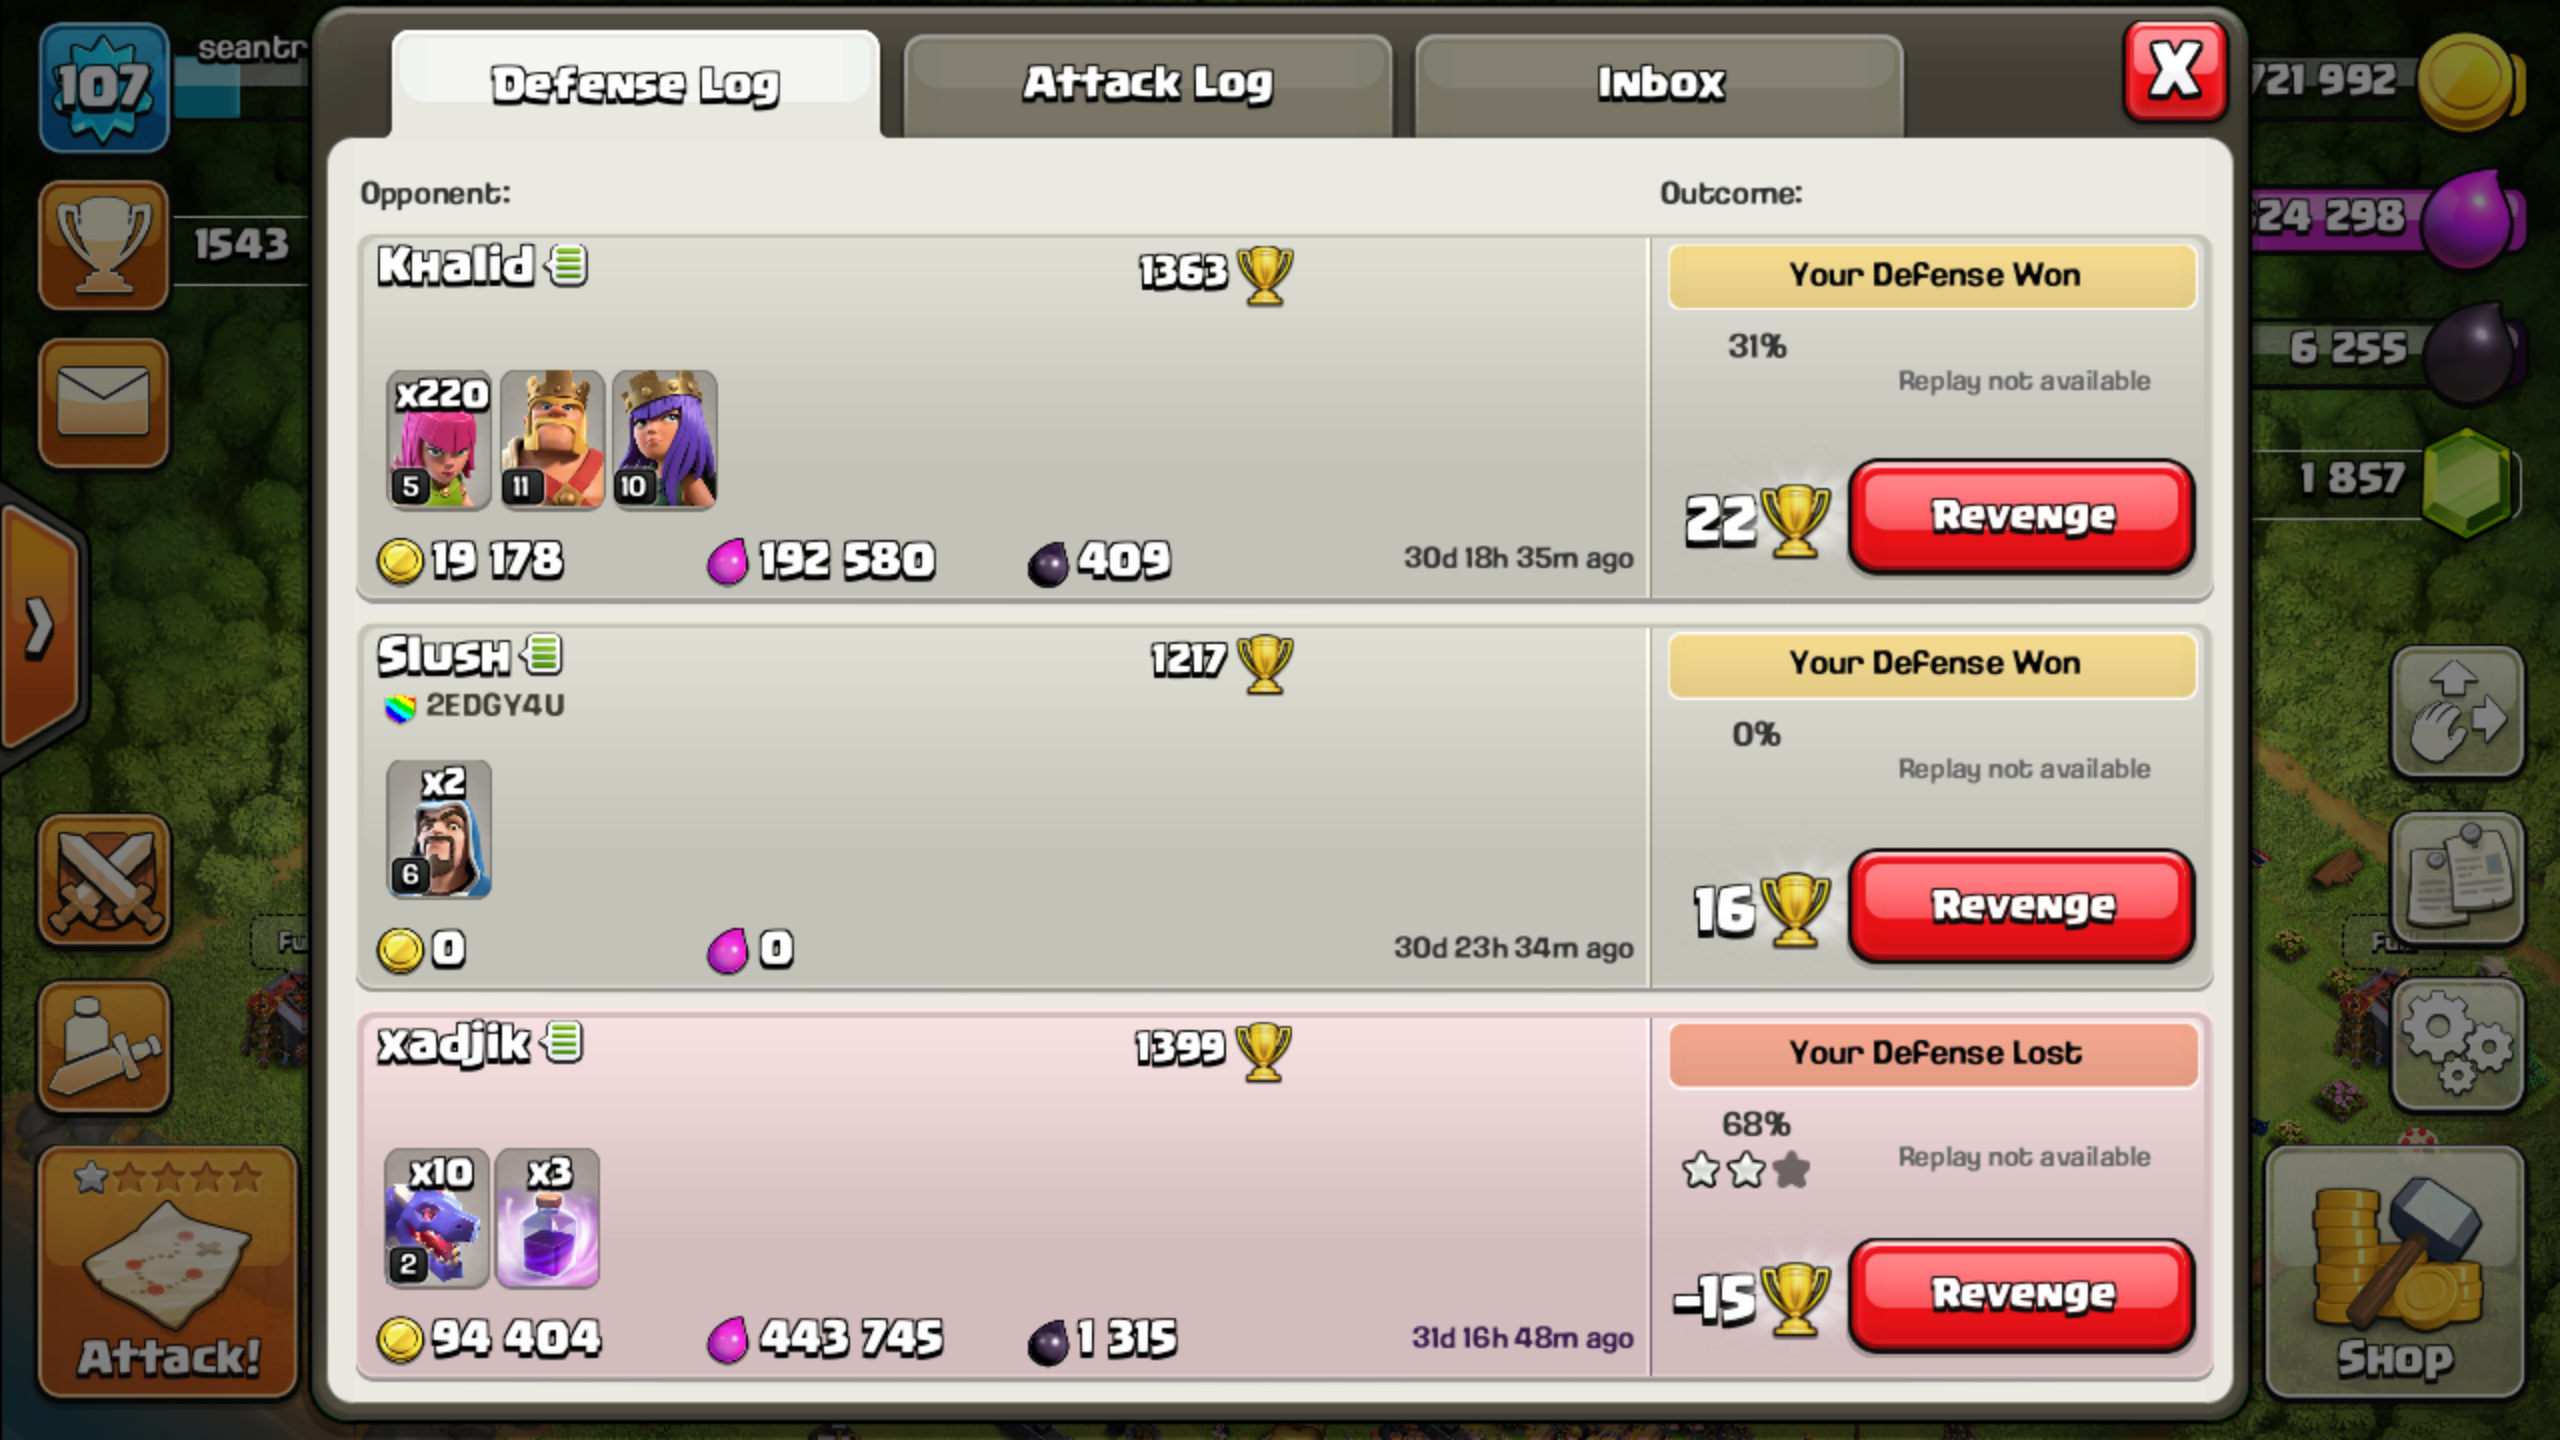 107
seantr
Defense Log
Attack Log
Inbox
X
721 992
1543
24 298
6 255
1 857
Opponent:
Outcome:
Khalid
1363
Your Defense Won
31%
Replay not available
x220
5
11
10
22
Revenge
19 178
192 580
409
30d 18h 35m ago
Slush
1217
Your Defense Won
2EDGY4U
0%
Replay not available
x2
6
16
Revenge
0
0
30d 23h 34m ago
xadjik
1399
Your Defense Lost
68%
Replay not available
x10
x3
2
-15
Revenge
94 404
443 745
1 315
31d 16h 48m ago
Attack!
Shop